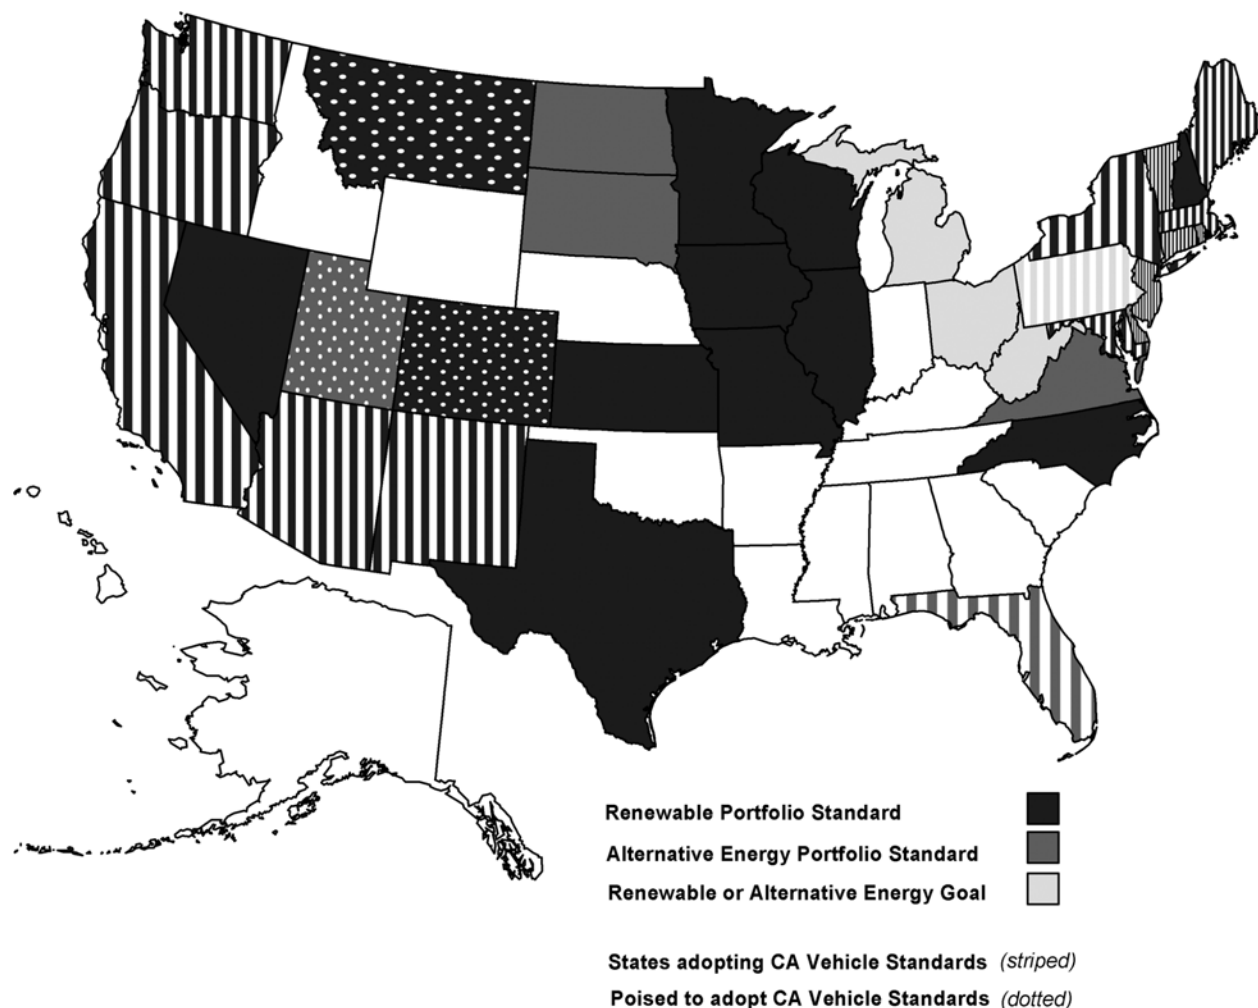 Renewable Portfolio Standard
Alternative Energy Portfolio Standard
Renewable or Alternative Energy Goal
States adopting CA Vehicle Standards (striped)
Poised to adopt CA Vehicle Standards (dotted)